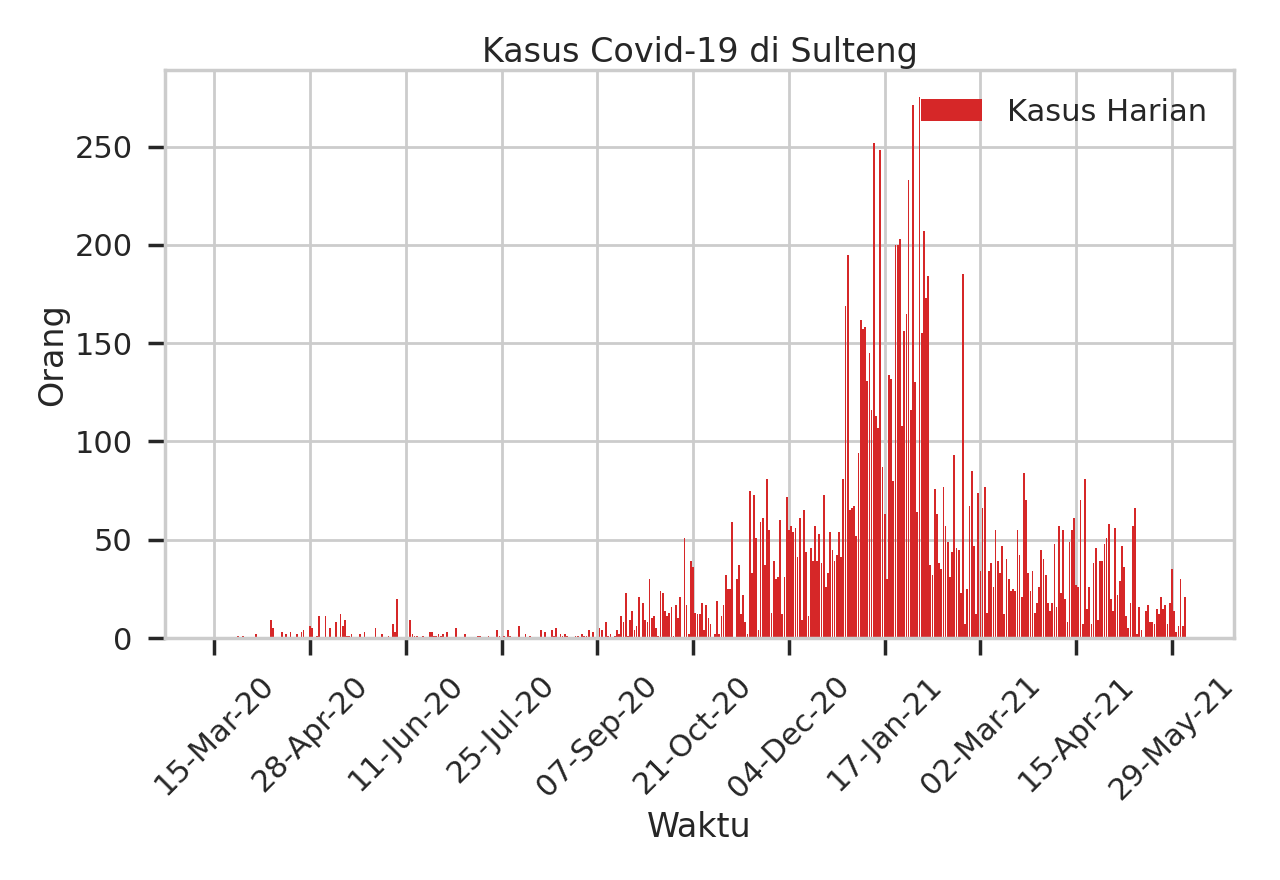 Kasus Covid-19 di Sulteng
Kasus Harian
250
200
150
100
50
0
Orang
15-Mar-20
28-Apr-20
11-Jun-20
25-Jul-20
07-Sep-20
21-Oct-20
04-Dec-20
17-Jan-21
02-Mar-21
15-Apr-21
29-May-21
Waktu